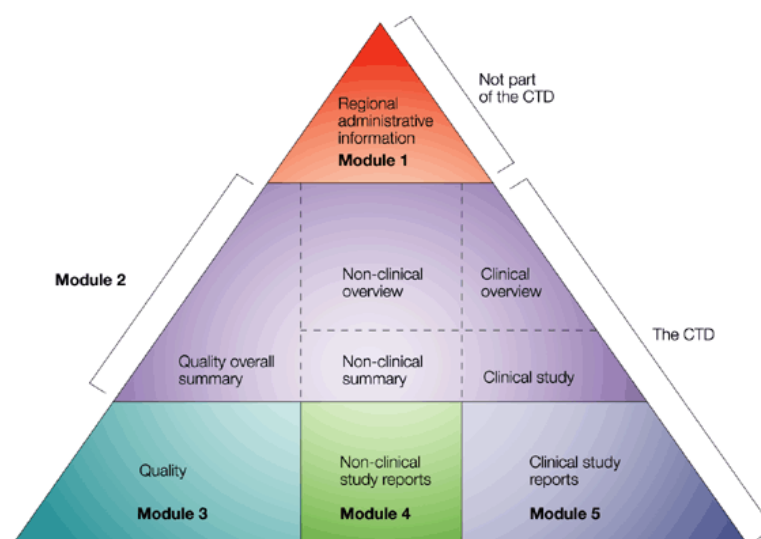 Not part
of the CTD
Regional
administrative
information
Module 1
Module 2
Non-clinical
overview
Clinical
overview
The CTD
Quality overall
summary
Non-clinical
summary
Clinical study
Quality
Module 3
Non-clinical
study reports
Module 4
Clinical study
reports
Module 5